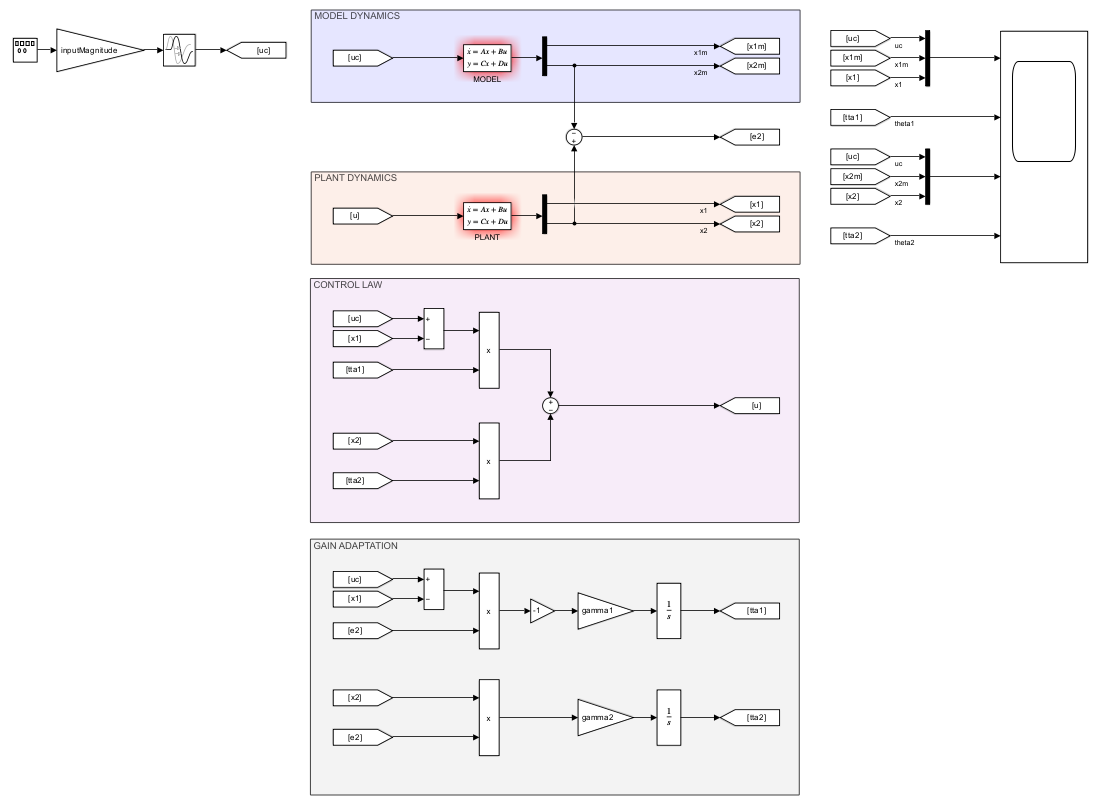 0 0
inputMagnitude
[uc]
MODEL DYNAMICS
[uc]
ẋ = Ax + Bu
y = Cx + Du
MODEL
x1m
[x1m]
x2m
[x2m]
−
+
[e2]
PLANT DYNAMICS
[u]
ẋ = Ax + Bu
y = Cx + Du
PLANT
x1
[x1]
x2
[x2]
CONTROL LAW
[uc]
+
[x1]
−
x
[tta1]
+
−
[u]
[x2]
x
[tta2]
GAIN ADAPTATION
[uc]
+
[x1]
−
x
[e2]
-1
gamma1
1
s
[tta1]
[x2]
x
[e2]
gamma2
1
s
[tta2]
[uc]
uc
[x1m]
x1m
[x1]
x1
[tta1]
theta1
[uc]
uc
[x2m]
x2m
[x2]
x2
[tta2]
theta2